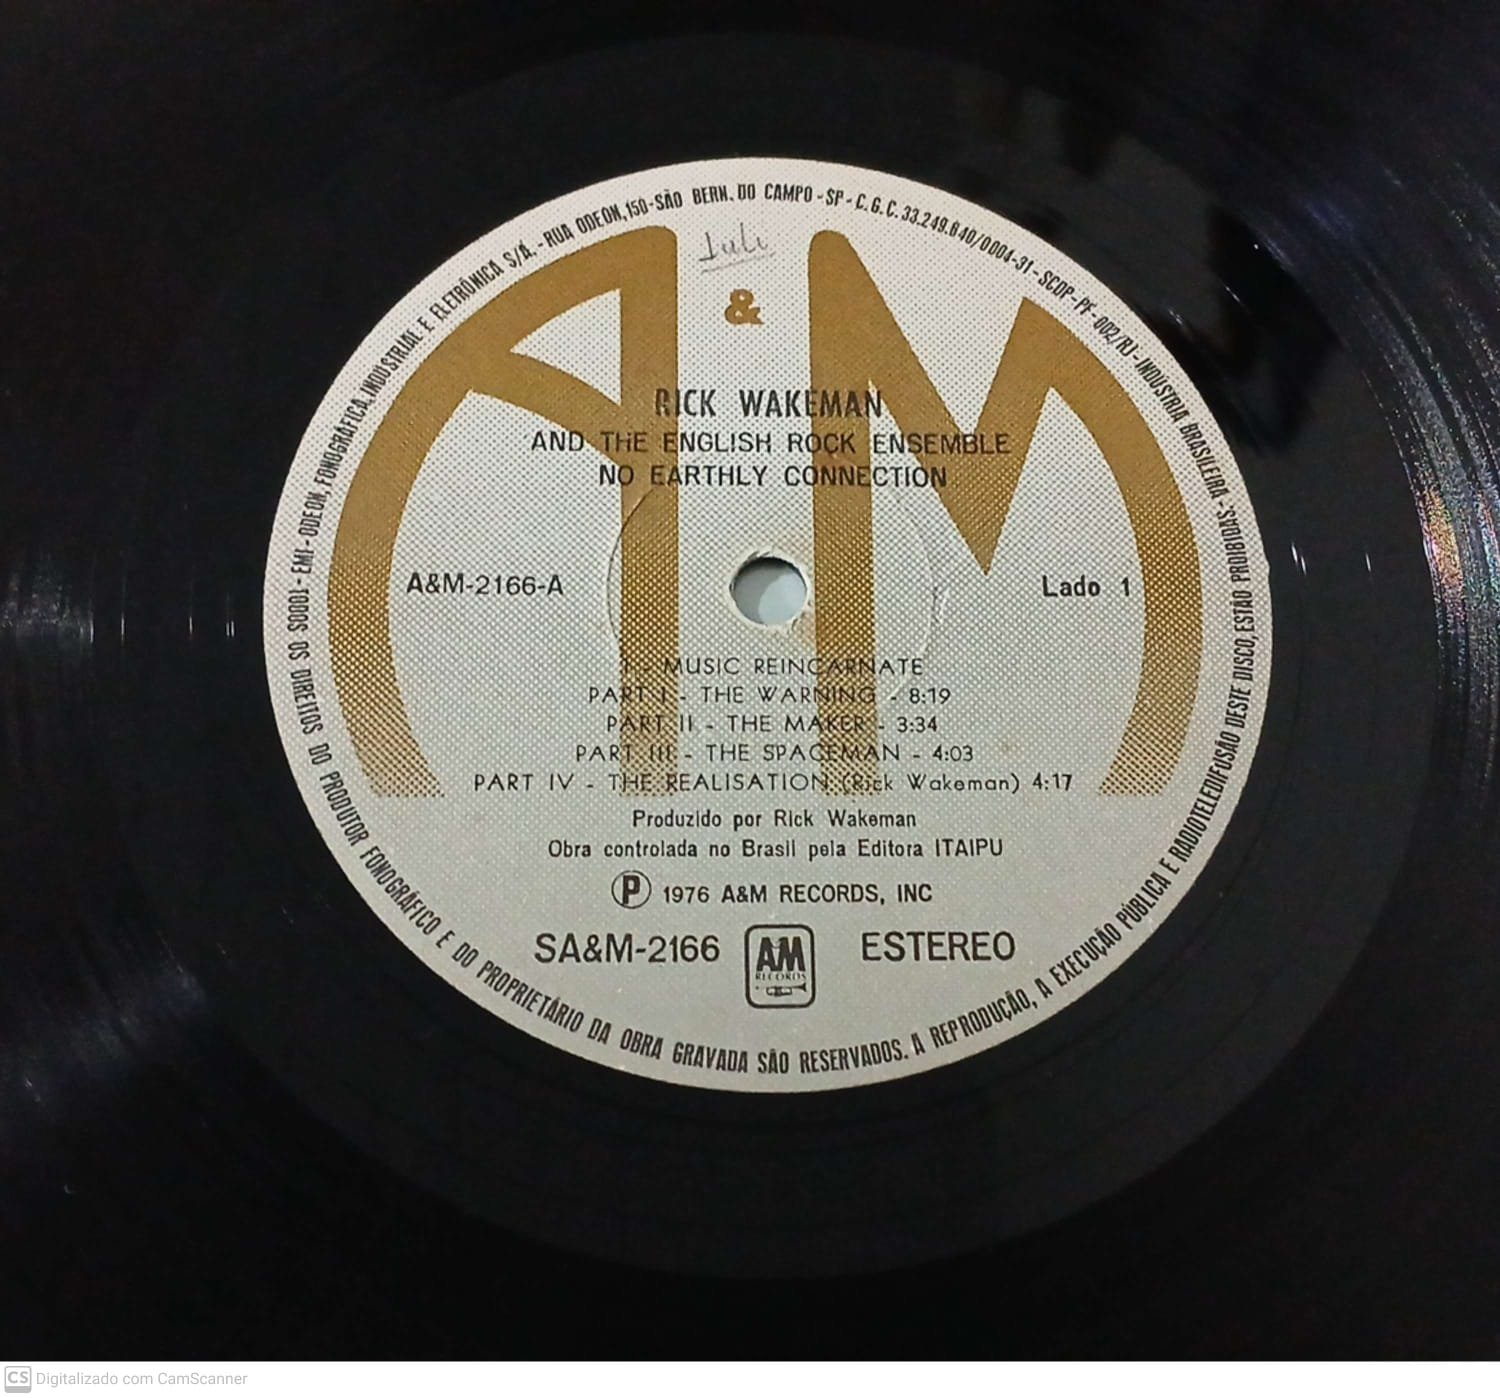 TODOS OS DIREITOS DO PRODUTOR FONOGRÁFICO E DO PROPRIETÁRIO DA OBRA GRAVADA SÃO RESERVADOS. A REPRODUÇÃO, A EXECUÇÃO PÚBLICA E RADIOTELEDIFUSÃO DESTE DISCO, ESTÃO PROIBIDAS. - EMI - ODEON, FONOGRÁFICA, INDUSTRIAL E ELETRÔNICA S/A. - RUA ODEON, 150 - SÃO BERN. DO CAMPO - SP - C.G.C. 33.249.640/0004-31 - SCDP - PF - 002/RJ - INDÚSTRIA BRASILEIRA -
A & M
RICK WAKEMAN
AND THE ENGLISH ROCK ENSEMBLE
NO EARTHLY CONNECTION
A&M-2166-A
Lado 1
1 - MUSIC REINCARNATE
PART I - THE WARNING - 8:19
PART II - THE MAKER - 3:34
PART III - THE SPACEMAN - 4:03
PART IV - THE REALISATION (Rick Wakeman) 4:17
Produzido por Rick Wakeman
Obra controlada no Brasil pela Editora ITAIPU
Ⓟ 1976 A&M RECORDS, INC
SA&M-2166
A&M
RECORDS
ESTEREO
CS Digitalizado com CamScanner